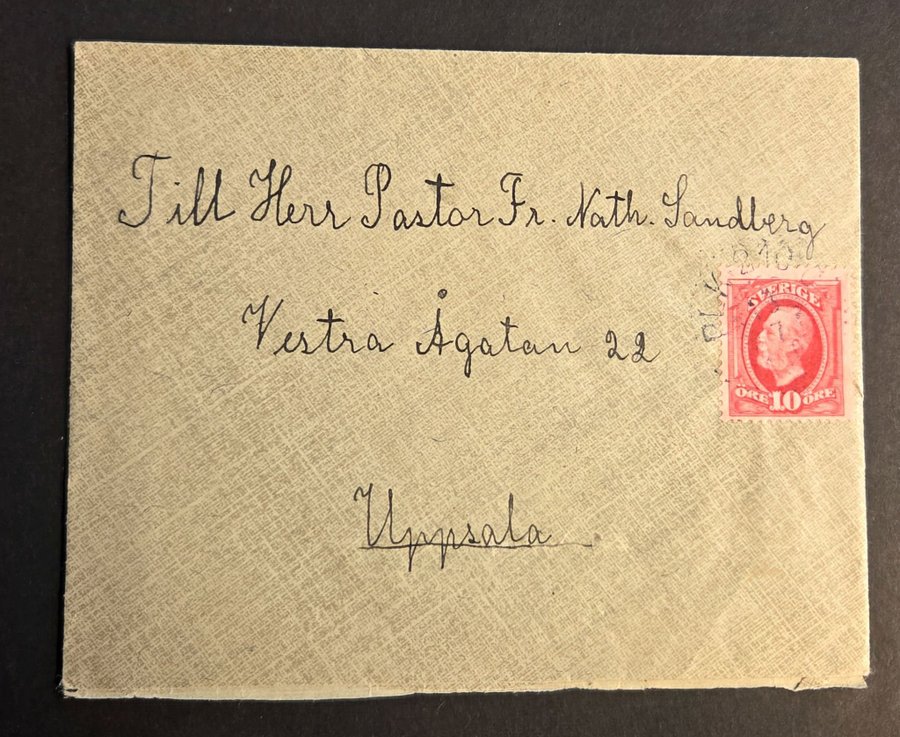 Till Herr Pastor Fr. Nath. Sandberg
Vestra Ågatan 22
Uppsala
SVERIGE
ÖRE 10 ÖRE